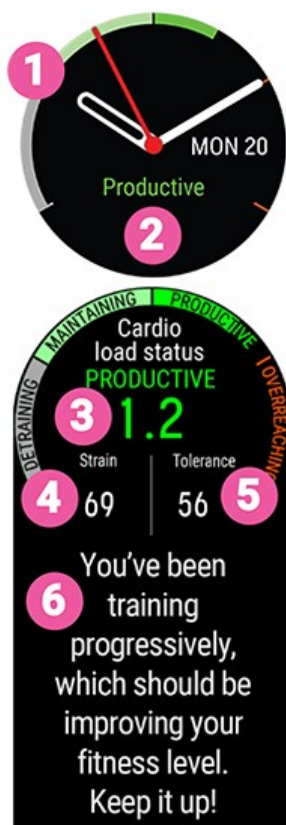 1
MON 20
Productive
2
DETRAINING
MAINTAINING
PRODUCTIVE
OVERREACHING
Cardio
load status
PRODUCTIVE
3
1.2
Strain
Tolerance
4
69
56
5
6
You've been
training
progressively,
which should be
improving your
fitness level.
Keep it up!